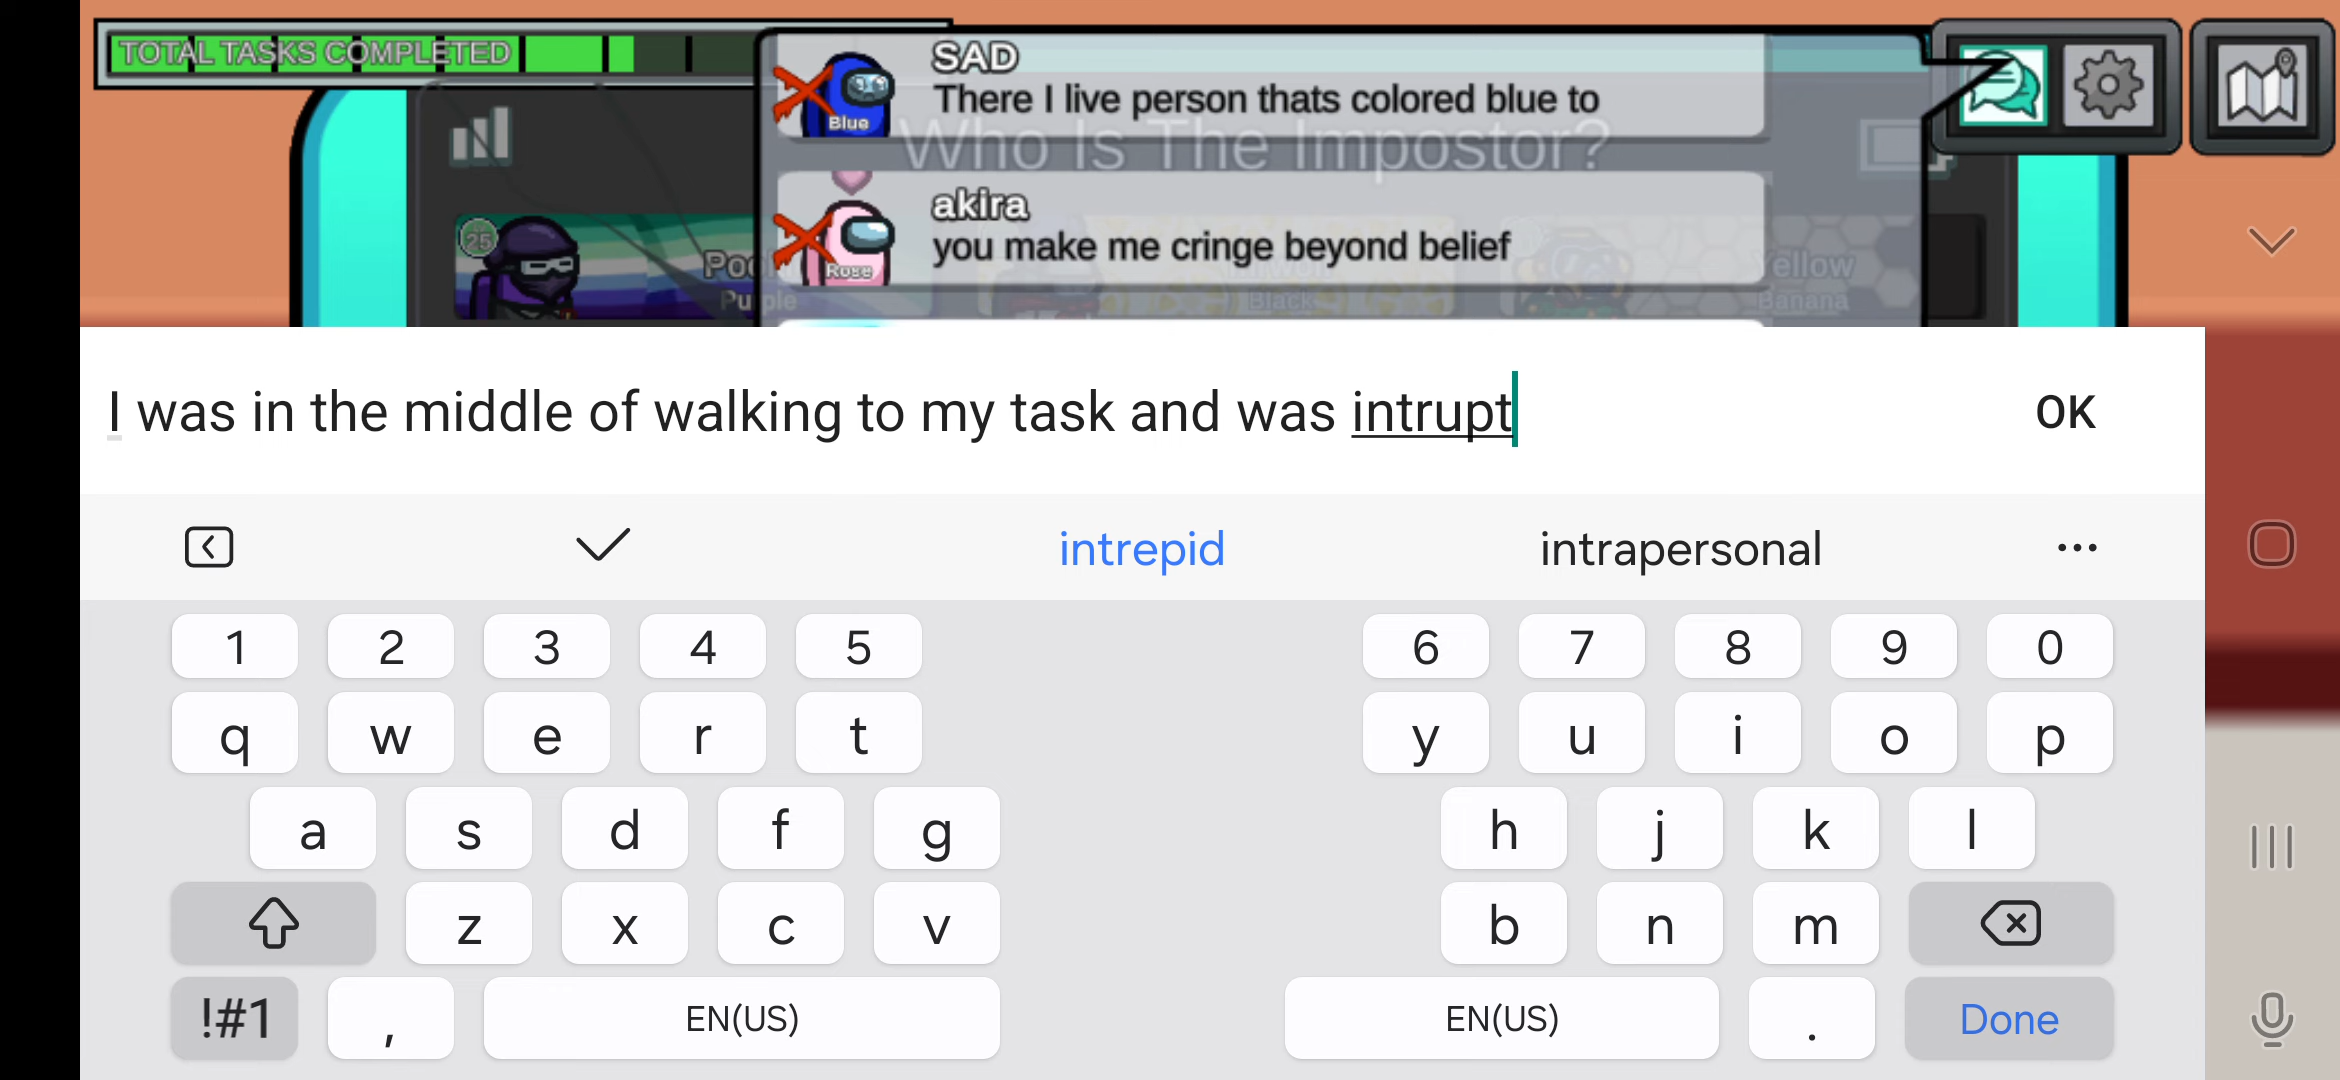 TOTAL TASKS COMPLETED
SAD
There I live person thats colored blue to
Blue
Who Is The Impostor?
akira
you make me cringe beyond belief
Rose
25
Poo
Purple
Black
Yellow
Banana
I was in the middle of walking to my task and was intrupt
OK
intrepid
intrapersonal
1 2 3 4 5 6 7 8 9 0
q w e r t y u i o p
a s d f g h j k l
z x c v b n m
!#1 , EN(US) EN(US) . Done